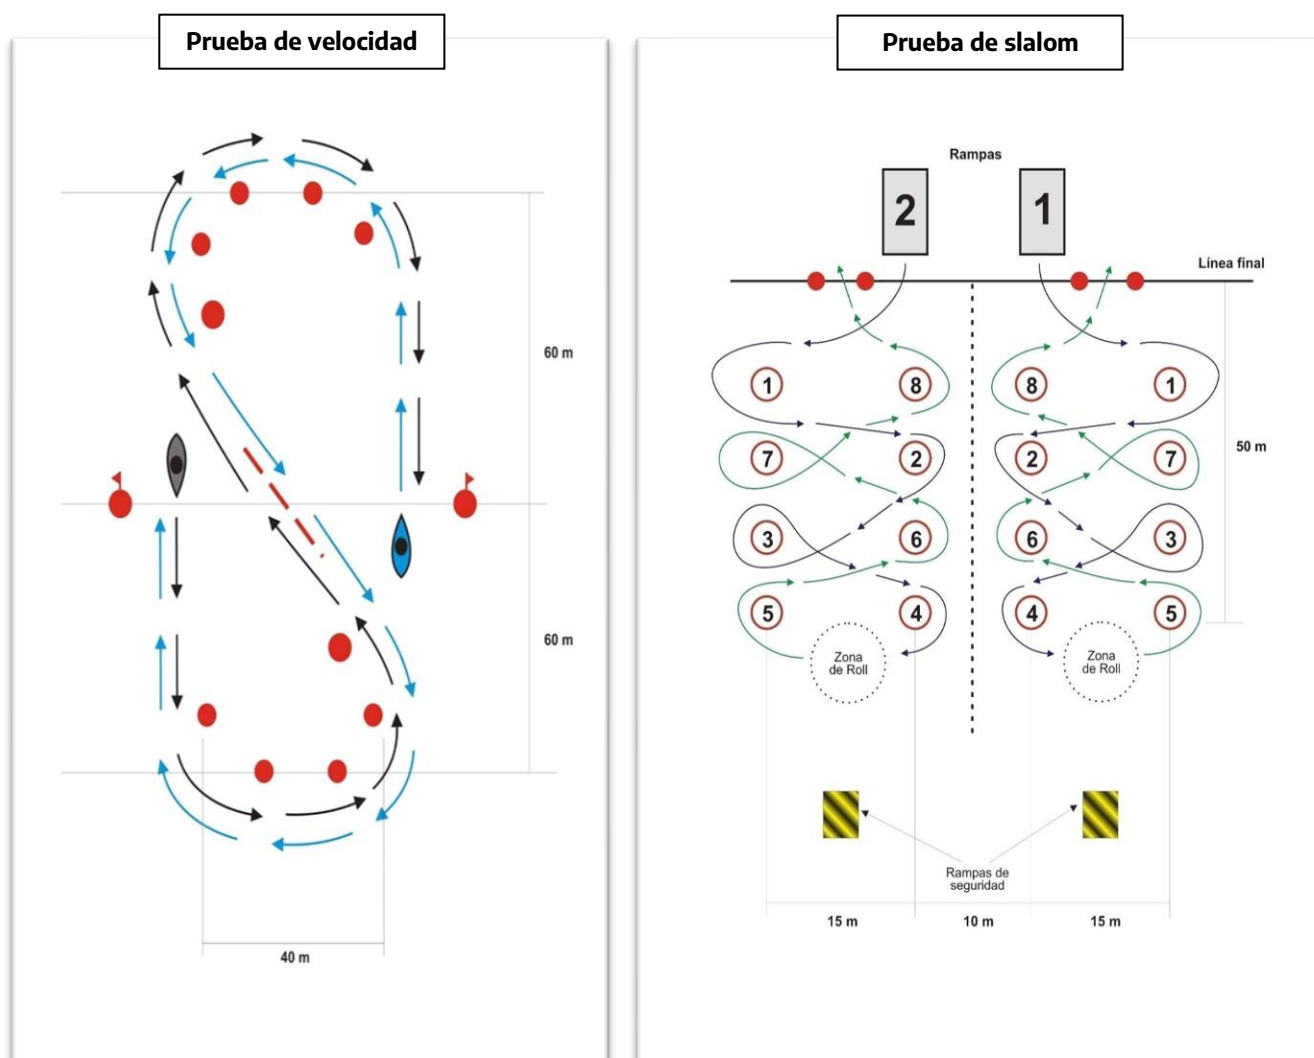 Prueba de velocidad
60 m
60 m
40 m
Prueba de slalom
Rampas
2
1
Línea final
1
8
8
1
7
2
2
7
50 m
3
6
6
3
5
4
4
5
Zona
de Roll
Zona
de Roll
Rampas de
seguridad
15 m
10 m
15 m